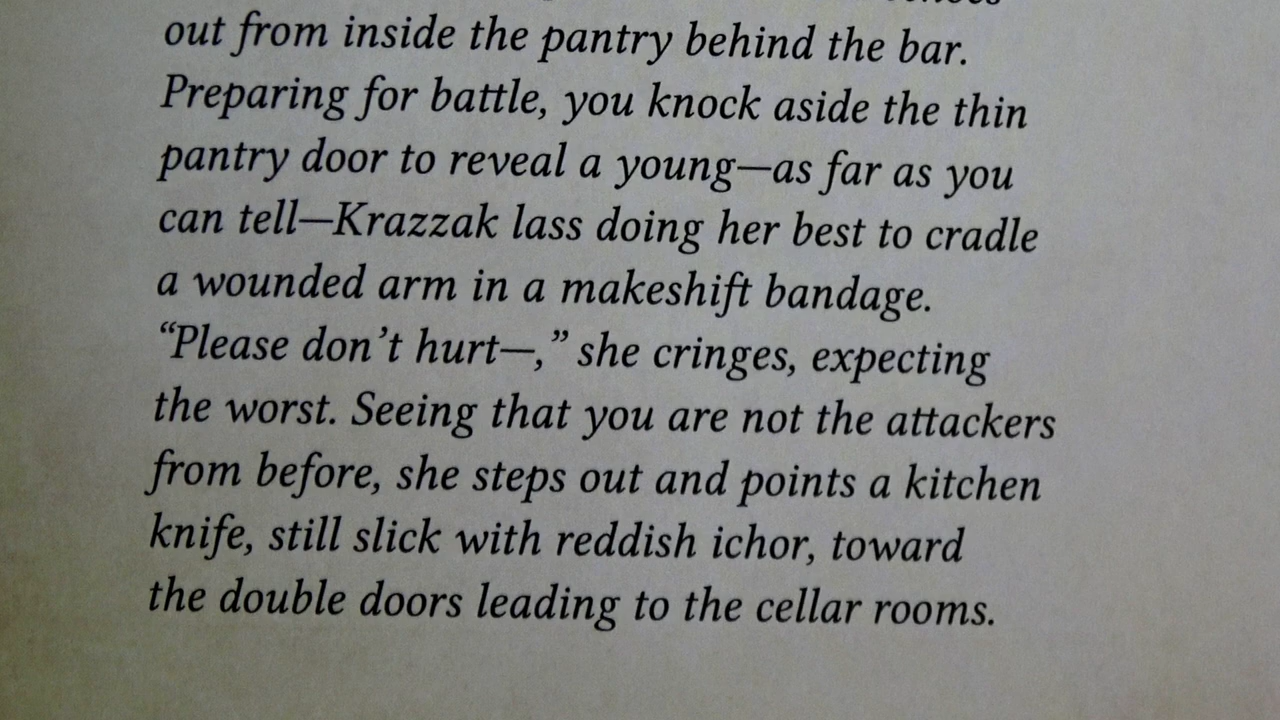 out from inside the pantry behind the bar.
Preparing for battle, you knock aside the thin
pantry door to reveal a young—as far as you
can tell—Krazzak lass doing her best to cradle
a wounded arm in a makeshift bandage.
“Please don’t hurt—,” she cringes, expecting
the worst. Seeing that you are not the attackers
from before, she steps out and points a kitchen
knife, still slick with reddish ichor, toward
the double doors leading to the cellar rooms.